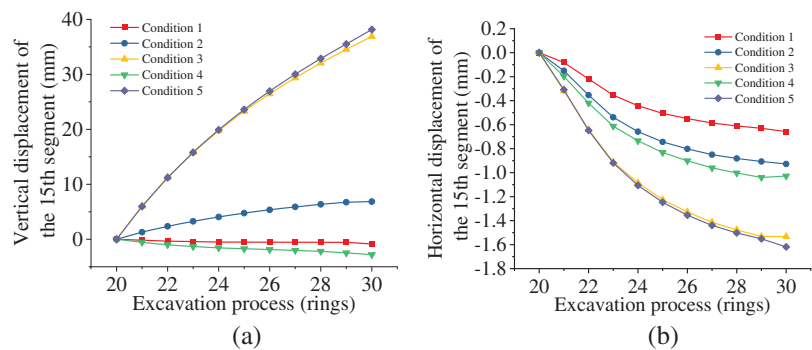 Vertical displacement of
the 15th segment (mm)
40
30
20
10
0
Condition 1
Condition 2
Condition 3
Condition 4
Condition 5
20 22 24 26 28 30
Excavation process (rings)
(a)
Horizontal displacement of
the 15th segment (mm)
0.0
-0.2
-0.4
-0.6
-0.8
-1.0
-1.2
-1.4
-1.6
-1.8
Condition 1
Condition 2
Condition 3
Condition 4
Condition 5
20 22 24 26 28 30
Excavation process (rings)
(b)